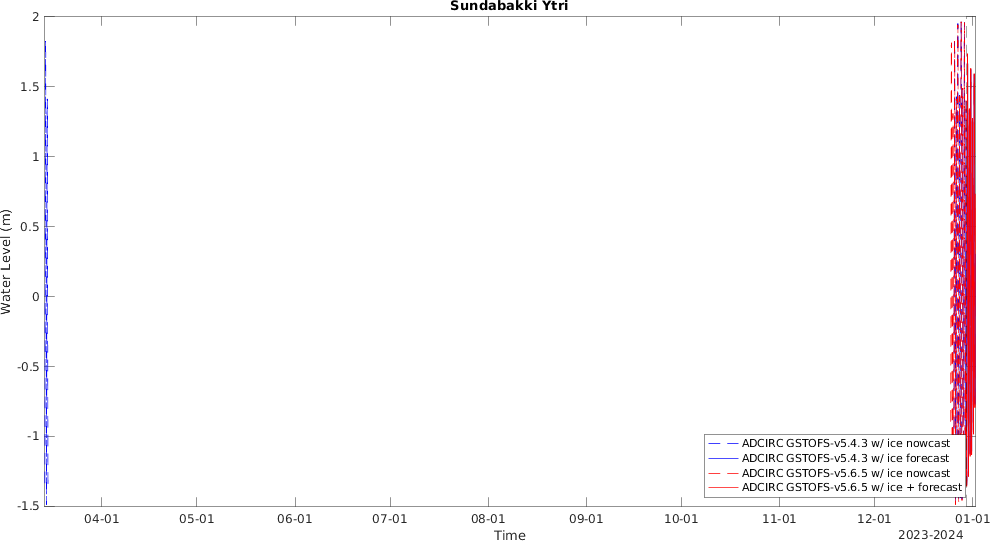 Sundabakki Ytri
2
1.5
1
0.5
0
-0.5
-1
-1.5
Water Level (m)
ADCIRC GSTOFS-v5.4.3 w/ ice nowcast
ADCIRC GSTOFS-v5.4.3 w/ ice forecast
ADCIRC GSTOFS-v5.6.5 w/ ice nowcast
ADCIRC GSTOFS-v5.6.5 w/ ice + forecast
04-01 05-01 06-01 07-01 08-01 09-01 10-01 11-01 12-01 01-01
Time
2023-2024